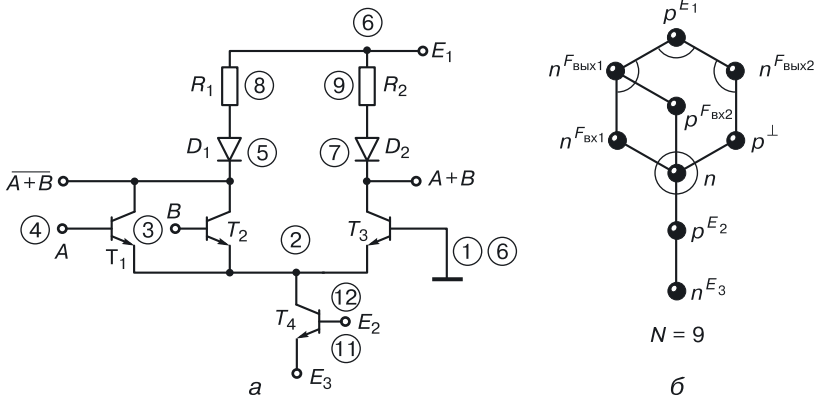 6
E1
R1 8 9 R2
D1 5 7 D2
A+B A+B
4 A 3 B T1 T2 2 T3 1 6
T4 12 E2
11
E3
а
pE1
nFвых1 nFвых2
pFвх2
nFвх1 p⊥
n
pE2
nE3
N = 9
б